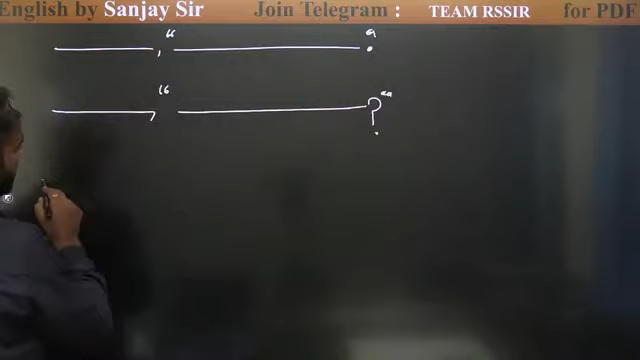 English by Sanjay Sir Join Telegram : TEAM RSSIR for PDF
, “ . ”
, “ ? ”